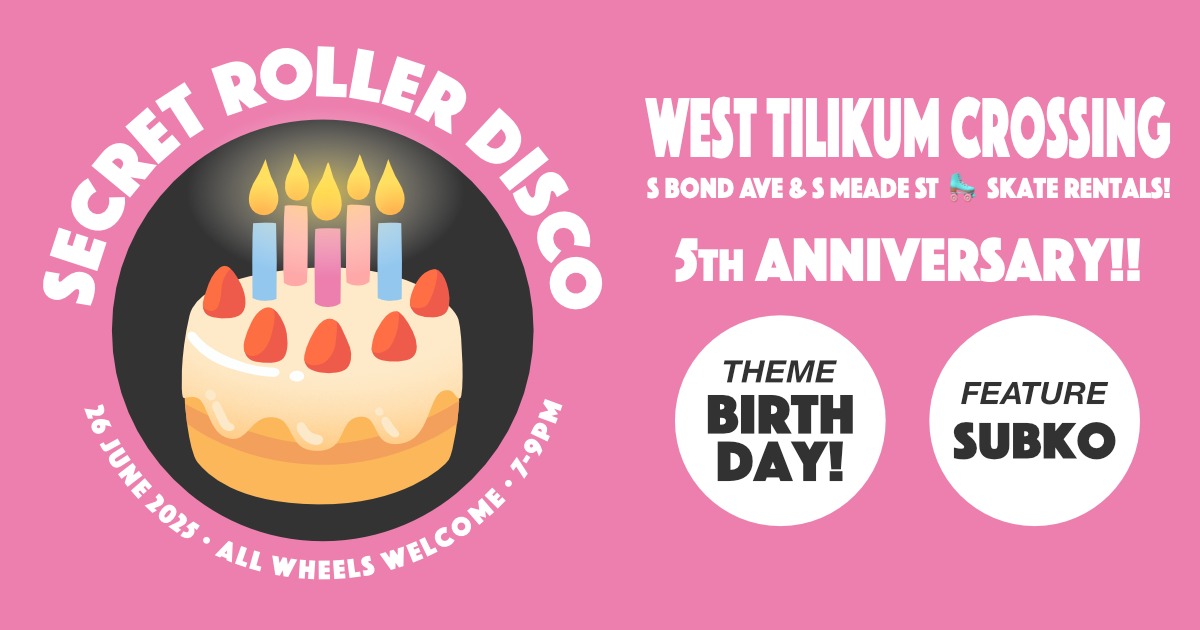 SECRET ROLLER DISCO
26 JUNE 2025 • ALL WHEELS WELCOME • 7-9PM
WEST TILIKUM CROSSING
S BOND AVE & S MEADE ST 🛼 SKATE RENTALS!
5TH ANNIVERSARY!!
THEME
BIRTH
DAY!
FEATURE
SUBKO